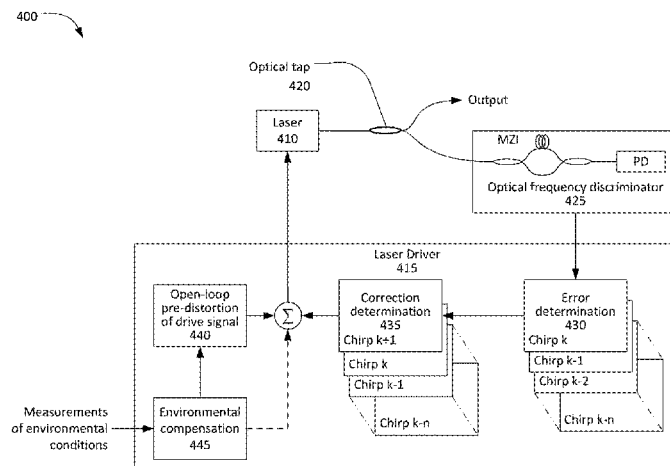 400
Optical tap
420
Output
Laser
410
MZI
PD
Optical frequency discriminator
425
Laser Driver
415
Open-loop
pre-distortion
of drive signal
440
Σ
Correction
determination
435
Chirp k+1
Chirp k
Chirp k-1
Chirp k-n
Error
determination
430
Chirp k
Chirp k-1
Chirp k-2
Chirp k-n
Measurements
of environmental
conditions
Environmental
compensation
445